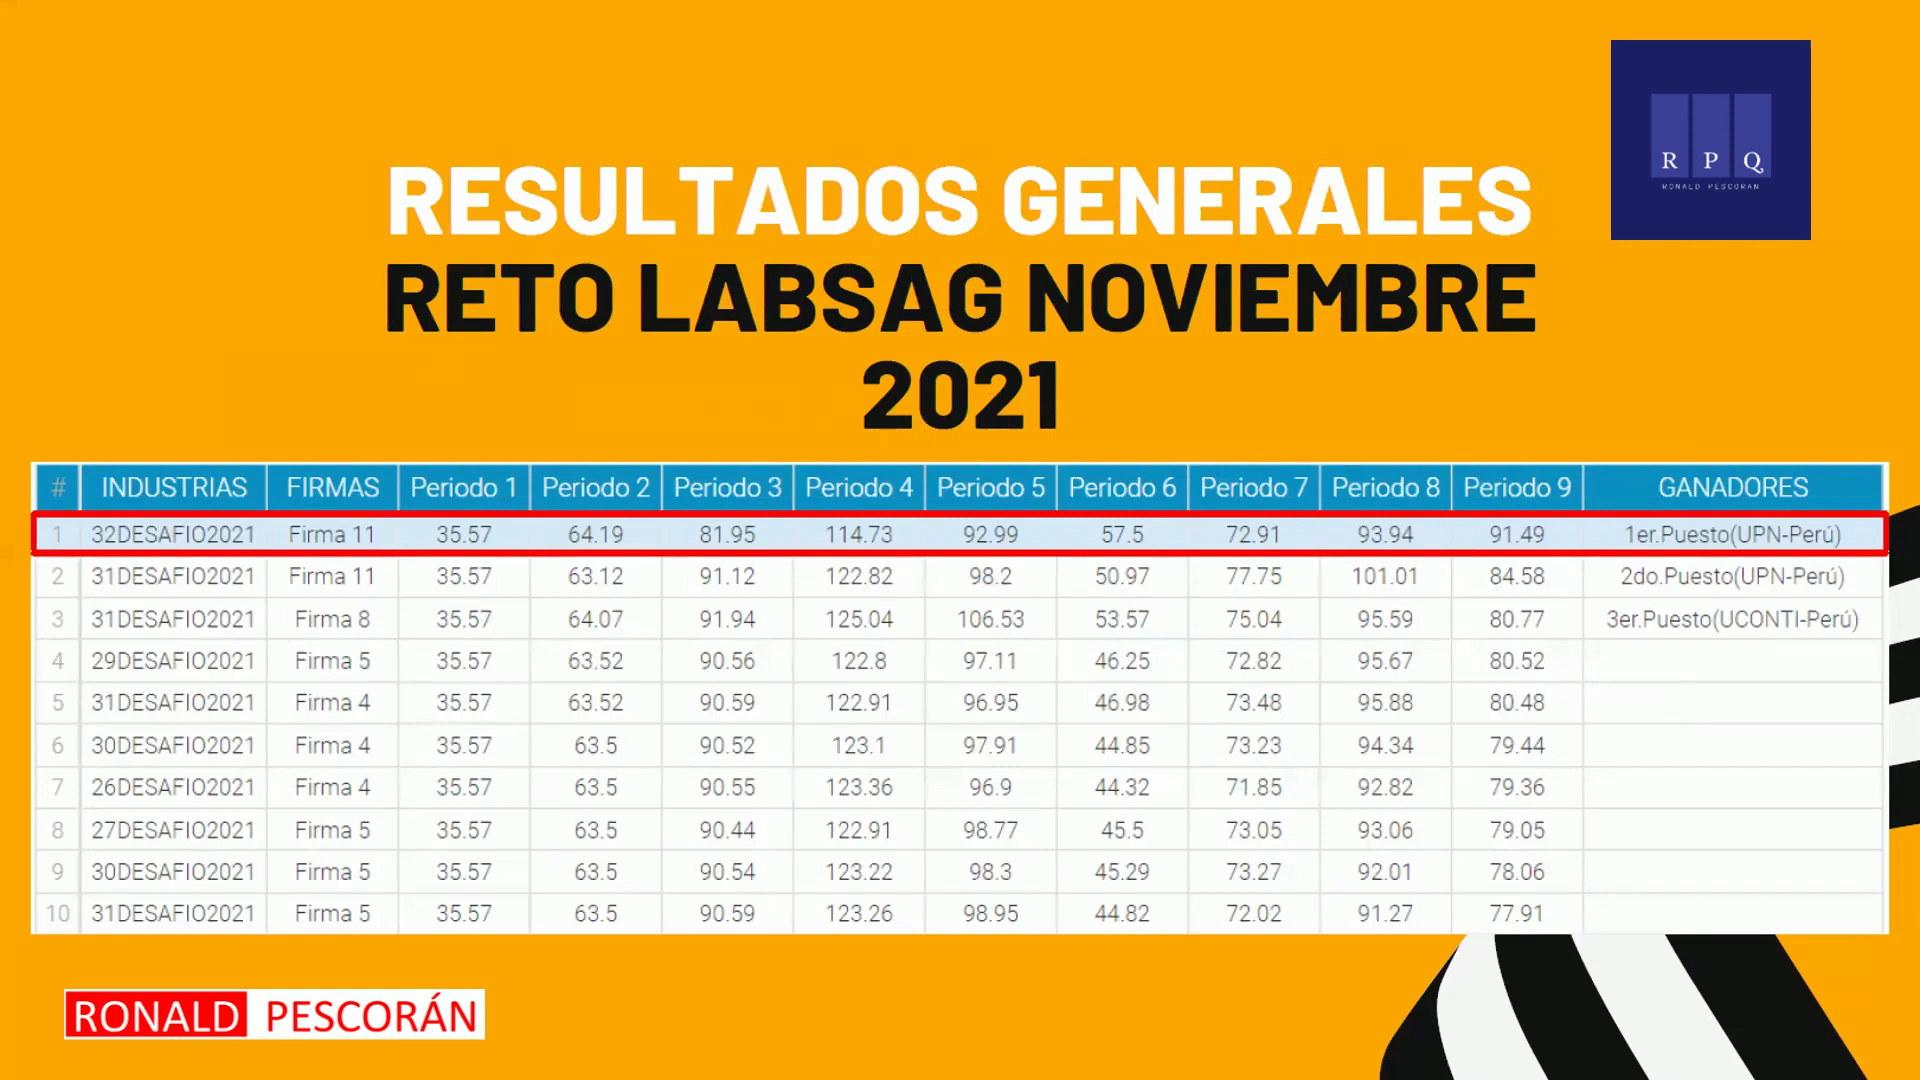 R P Q
RONALD PESCORAN
RESULTADOS GENERALES
RETO LABSAG NOVIEMBRE
2021
# INDUSTRIAS FIRMAS Periodo 1 Periodo 2 Periodo 3 Periodo 4 Periodo 5 Periodo 6 Periodo 7 Periodo 8 Periodo 9 GANADORES
1 32DESAFIO2021 Firma 11 35.57 64.19 81.95 114.73 92.99 57.5 72.91 93.94 91.49 1er.Puesto(UPN-Perú)
2 31DESAFIO2021 Firma 11 35.57 63.12 91.12 122.82 98.2 50.97 77.75 101.01 84.58 2do.Puesto(UPN-Perú)
3 31DESAFIO2021 Firma 8 35.57 64.07 91.94 125.04 106.53 53.57 75.04 95.59 80.77 3er.Puesto(UCONTI-Perú)
4 29DESAFIO2021 Firma 5 35.57 63.52 90.56 122.8 97.11 46.25 72.82 95.67 80.52
5 31DESAFIO2021 Firma 4 35.57 63.52 90.59 122.91 96.95 46.98 73.48 95.88 80.48
6 30DESAFIO2021 Firma 4 35.57 63.5 90.52 123.1 97.91 44.85 73.23 94.34 79.44
7 26DESAFIO2021 Firma 4 35.57 63.5 90.55 123.36 96.9 44.32 71.85 92.82 79.36
8 27DESAFIO2021 Firma 5 35.57 63.5 90.44 122.91 98.77 45.5 73.05 93.06 79.05
9 30DESAFIO2021 Firma 5 35.57 63.5 90.54 123.22 98.3 45.29 73.27 92.01 78.06
10 31DESAFIO2021 Firma 5 35.57 63.5 90.59 123.26 98.95 44.82 72.02 91.27 77.91
RONALD PESCORÁN